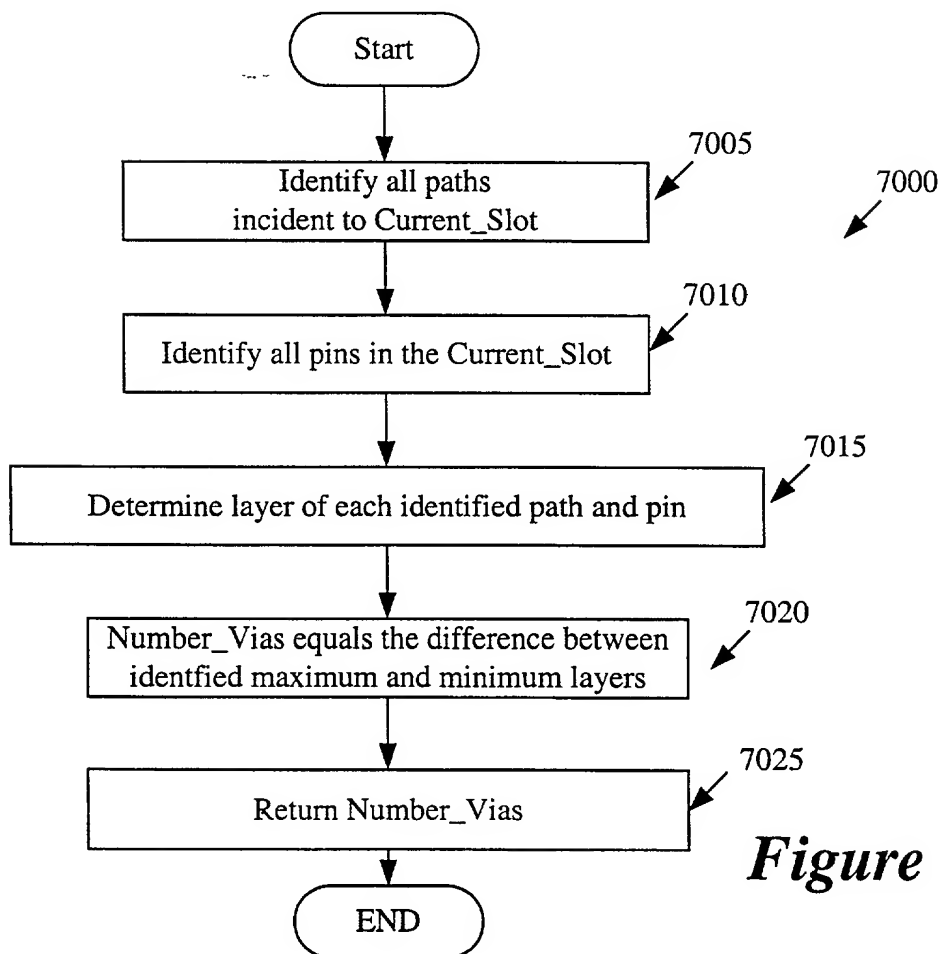 Start
7005
Identify all paths
incident to Current_Slot
7000
7010
Identify all pins in the Current_Slot
7015
Determine layer of each identified path and pin
7020
Number_Vias equals the difference between
identfied maximum and minimum layers
7025
Return Number_Vias
Figure
END